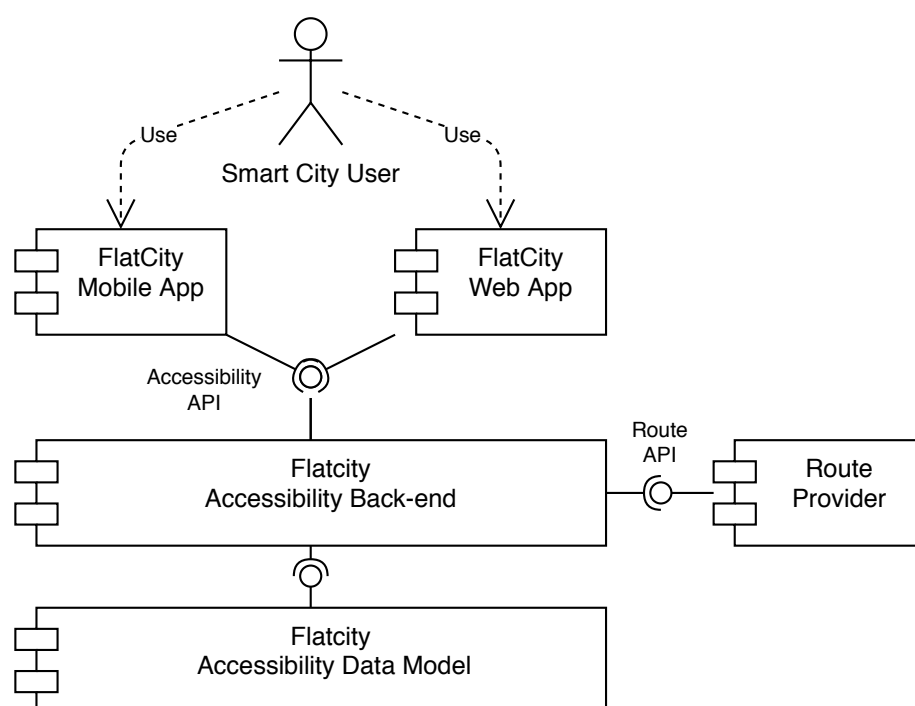 Use
Use
Smart City User
FlatCity
Mobile App
FlatCity
Web App
Accessibility
API
Route
API
Flatcity
Accessibility Back-end
Route
Provider
Flatcity
Accessibility Data Model